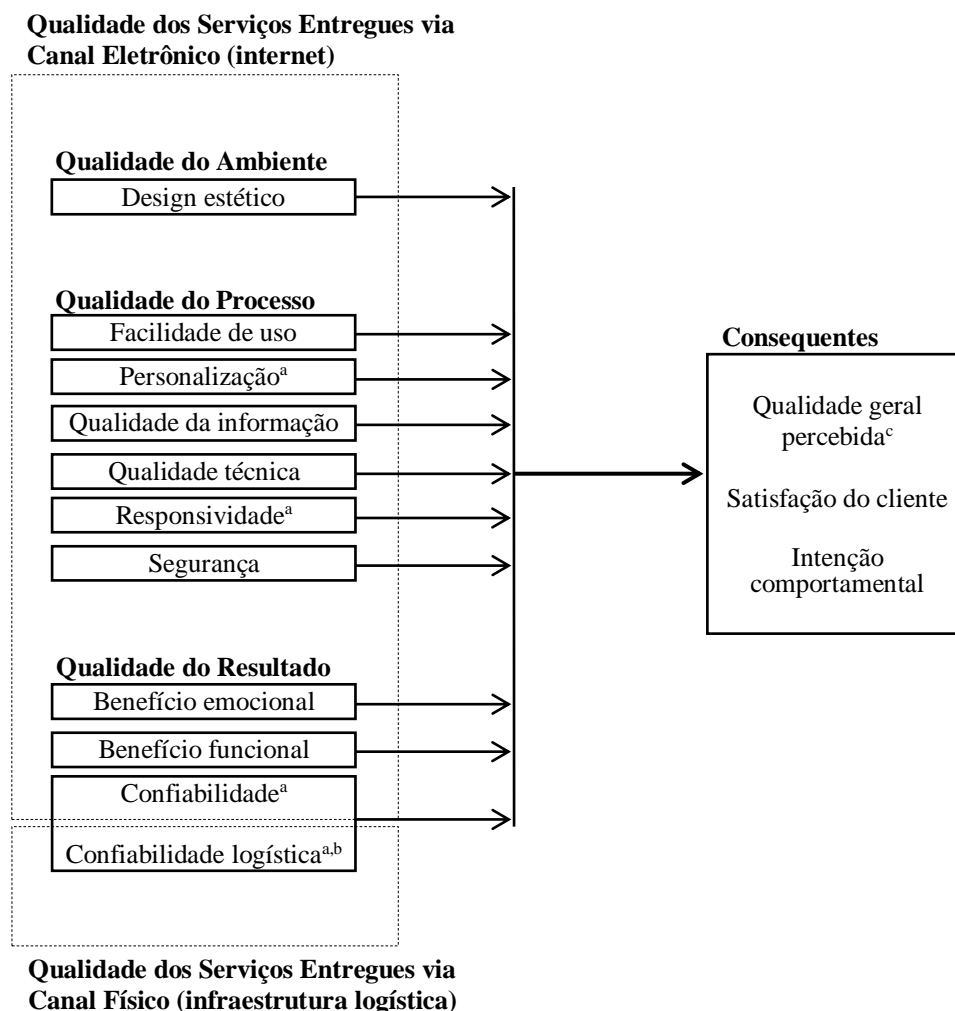 Qualidade dos Serviços Entregues via
Canal Eletrônico (internet)
Qualidade do Ambiente
Design estético
Qualidade do Processo
Facilidade de uso
Personalizaçãoᵃ
Qualidade da informação
Qualidade técnica
Responsividadeᵃ
Segurança
Qualidade do Resultado
Benefício emocional
Benefício funcional
Confiabilidadeᵃ
Confiabilidade logísticaᵃ,ᵇ
Qualidade dos Serviços Entregues via
Canal Físico (infraestrutura logística)
Consequentes
Qualidade geral
percebidaᶜ
Satisfação do cliente
Intenção
comportamental